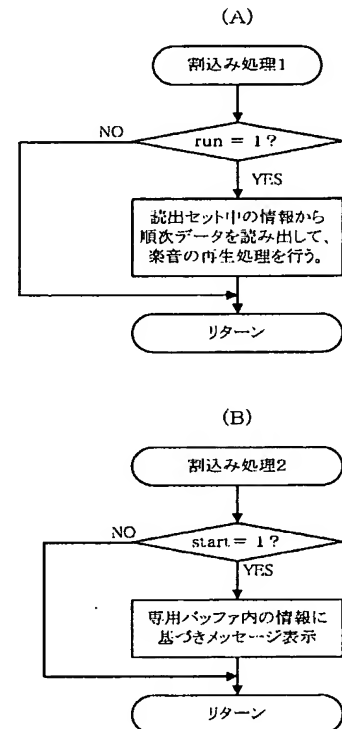 (A)
割込み処理1
run = 1?
NO
YES
読出セット中の情報から
順次データを読み出して、
楽音の再生処理を行う。
リターン
(B)
割込み処理2
start= 1?
NO
YES
専用バッファ内の情報に
基づきメッセージ表示
リターン